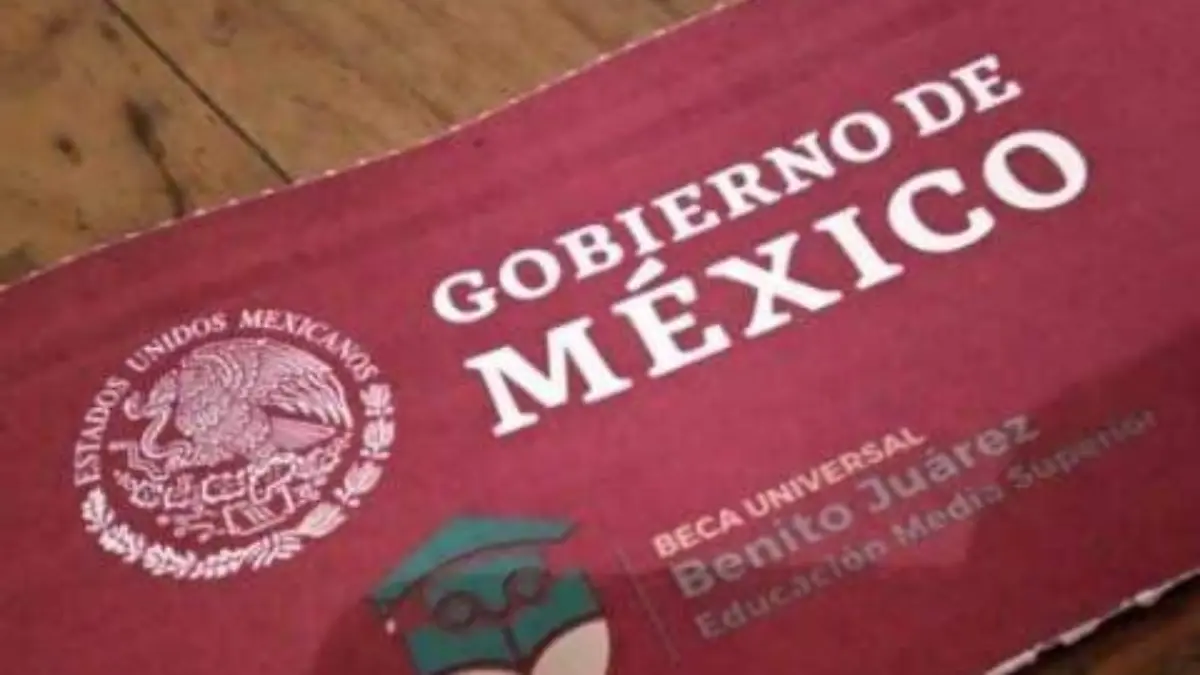 GOBIERNO DE
MÉXICO
ESTADOS UNIDOS MEXICANOS
BECA UNIVERSAL
Benito Juárez
Educación Media Superior